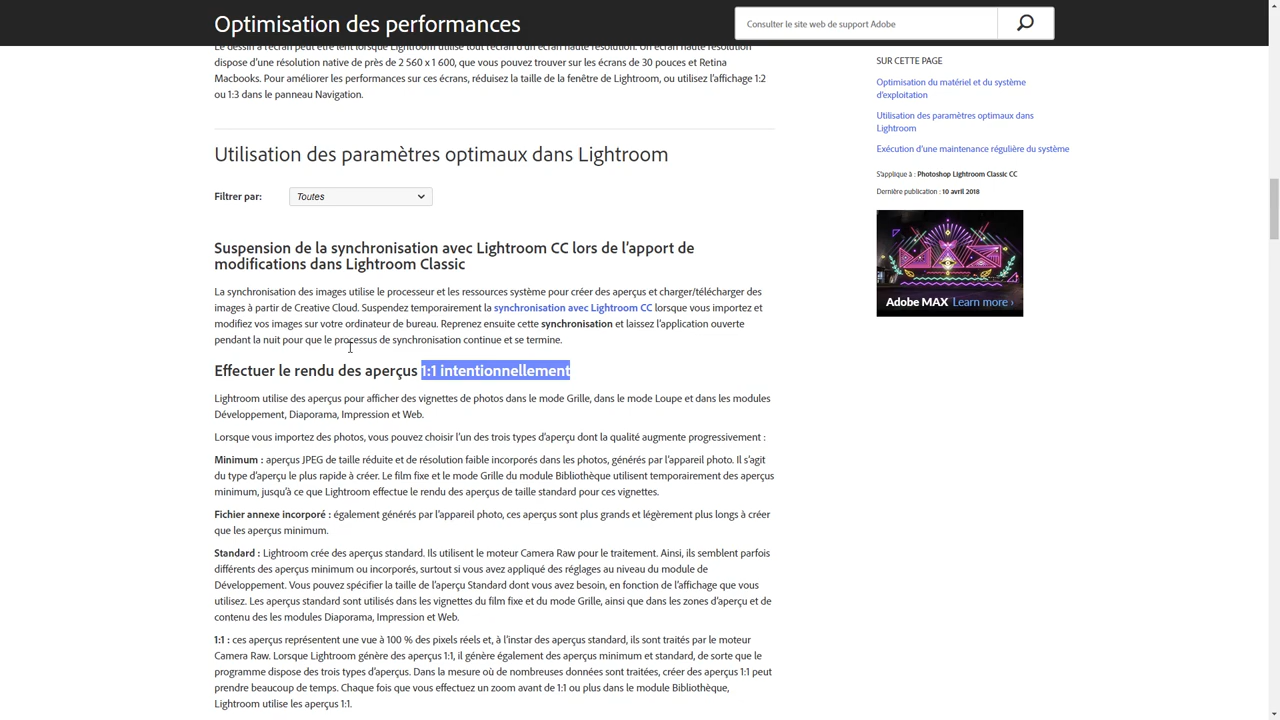 Optimisation des performances
Consulter le site web de support Adobe
Le dessin à l'écran peut être lent lorsque Lightroom utilise tout l'écran d'un écran haute résolution. Un écran haute résolution
dispose d'une résolution native de près de 2 560 x 1 600, que vous pouvez trouver sur les écrans de 30 pouces et Retina
Macbooks. Pour améliorer les performances sur ces écrans, réduisez la taille de la fenêtre de Lightroom, ou utilisez l'affichage 1:2
ou 1:3 dans le panneau Navigation.
Utilisation des paramètres optimaux dans Lightroom
Filtrer par:
Toutes
Suspension de la synchronisation avec Lightroom CC lors de l'apport de
modifications dans Lightroom Classic
La synchronisation des images utilise le processeur et les ressources système pour créer des aperçus et charger/télécharger des
images à partir de Creative Cloud. Suspendez temporairement la synchronisation avec Lightroom CC lorsque vous importez et
modifiez vos images sur votre ordinateur de bureau. Reprenez ensuite cette synchronisation et laissez l'application ouverte
pendant la nuit pour que le processus de synchronisation continue et se termine.
Effectuer le rendu des aperçus 1:1 intentionnellement
Lightroom utilise des aperçus pour afficher des vignettes de photos dans le mode Grille, dans le mode Loupe et dans les modules
Développement, Diaporama, Impression et Web.
Lorsque vous importez des photos, vous pouvez choisir l'un des trois types d'aperçu dont la qualité augmente progressivement :
Minimum : aperçus JPEG de taille réduite et de résolution faible incorporés dans les photos, générés par l'appareil photo. Il s'agit
du type d'aperçu le plus rapide à créer. Le film fixe et le mode Grille du module Bibliothèque utilisent temporairement des aperçus
minimum, jusqu'à ce que Lightroom effectue le rendu des aperçus de taille standard pour ces vignettes.
Fichier annexe incorporé : également générés par l'appareil photo, ces aperçus sont plus grands et légèrement plus longs à créer
que les aperçus minimum.
Standard : Lightroom crée des aperçus standard. Ils utilisent le moteur Camera Raw pour le traitement. Ainsi, ils semblent parfois
différents des aperçus minimum ou incorporés, surtout si vous avez appliqué des réglages au niveau du module de
Développement. Vous pouvez spécifier la taille de l'aperçu Standard dont vous avez besoin, en fonction de l'affichage que vous
utilisez. Les aperçus standard sont utilisés dans les vignettes du film fixe et du mode Grille, ainsi que dans les zones d'aperçu et de
contenu des les modules Diaporama, Impression et Web.
1:1 : ces aperçus représentent une vue à 100 % des pixels réels et, à l'instar des aperçus standard, ils sont traités par le moteur
Camera Raw. Lorsque Lightroom génère des aperçus 1:1, il génère également des aperçus minimum et standard, de sorte que le
programme dispose des trois types d'aperçus. Dans la mesure où de nombreuses données sont traitées, créer des aperçus 1:1 peut
prendre beaucoup de temps. Chaque fois que vous effectuez un zoom avant de 1:1 ou plus dans le module Bibliothèque,
Lightroom utilise les aperçus 1:1.
SUR CETTE PAGE
Optimisation du matériel et du système
d'exploitation
Utilisation des paramètres optimaux dans
Lightroom
Exécution d'une maintenance régulière du système
S'applique à : Photoshop Lightroom Classic CC
Dernière publication : 10 avril 2018
Adobe MAX Learn more ›